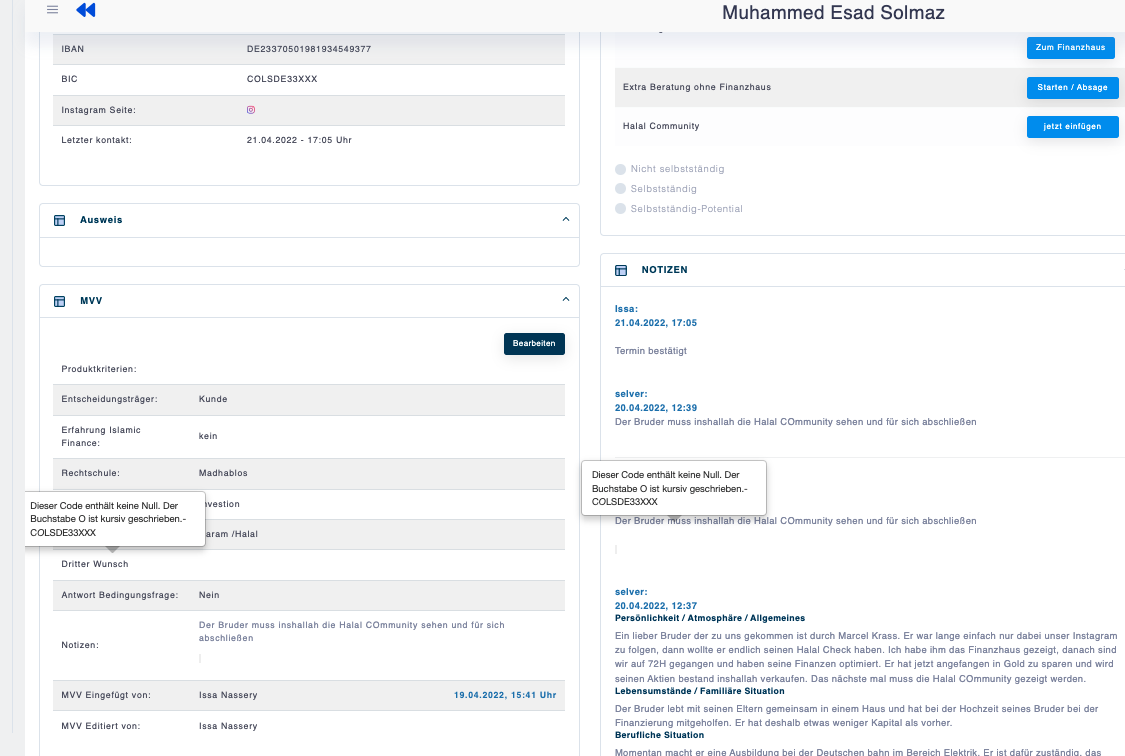 Muhammed Esad Solmaz
IBAN DE23370501981934549377
BIC COLSDE33XXX
Instagram Seite:
Letzter kontakt: 21.04.2022 - 17:05 Uhr
Ausweis
MVV
Bearbeiten
Produktkriterien:
Entscheidungsträger: Kunde
Erfahrung Islamic
Finance:
kein
Rechtschule: Madhablos
Dieser Code enthält keine Null. Der
Buchstabe O ist kursiv geschrieben.-
COLSDE33XXX
nvestion
aram /Halal
Dritter Wunsch
Antwort Bedingungsfrage: Nein
Notizen:
Der Bruder muss inshallah die Halal COmmunity sehen und für sich
abschließen
MVV Eingefügt von: Issa Nassery 19.04.2022, 15:41 Uhr
MVV Editiert von: Issa Nassery
Zum Finanzhaus
Extra Beratung ohne Finanzhaus Starten / Absage
Halal Community jetzt einfügen
Nicht selbstständig
Selbstständig
Selbstständig-Potential
NOTIZEN
Issa:
21.04.2022, 17:05
Termin bestätigt
selver:
20.04.2022, 12:39
Der Bruder muss inshallah die Halal COmmunity sehen und für sich abschließen
Dieser Code enthält keine Null. Der
Buchstabe O ist kursiv geschrieben.-
COLSDE33XXX
Der Bruder muss inshallah die Halal COmmunity sehen und für sich abschließen
selver:
20.04.2022, 12:37
Persönlichkeit / Atmosphäre / Allgemeines
Ein lieber Bruder der zu uns gekommen ist durch Marcel Krass. Er war lange einfach nur dabei unser Instagram
zu folgen, dann wollte er endlich seinen Halal Check haben. Ich habe ihm das Finanzhaus gezeigt, danach sind
wir auf 72H gegangen und haben seine Finanzen optimiert. Er hat jetzt angefangen in Gold zu sparen und wird
seinen Aktien bestand inshallah verkaufen. Das nächste mal muss die Halal COmmunity gezeigt werden.
Lebensumstände / Familiäre Situation
Der Bruder lebt mit seinen Eltern gemeinsam in einem Haus und hat bei der Hochzeit seines Bruder bei der
Finanzierung mitgeholfen. Er hat deshalb etwas weniger Kapital als vorher.
Berufliche Situation
Momentan macht er eine Ausbildung bei der Deutschen bahn im Bereich Elektrik. Er ist dafür zuständig, das